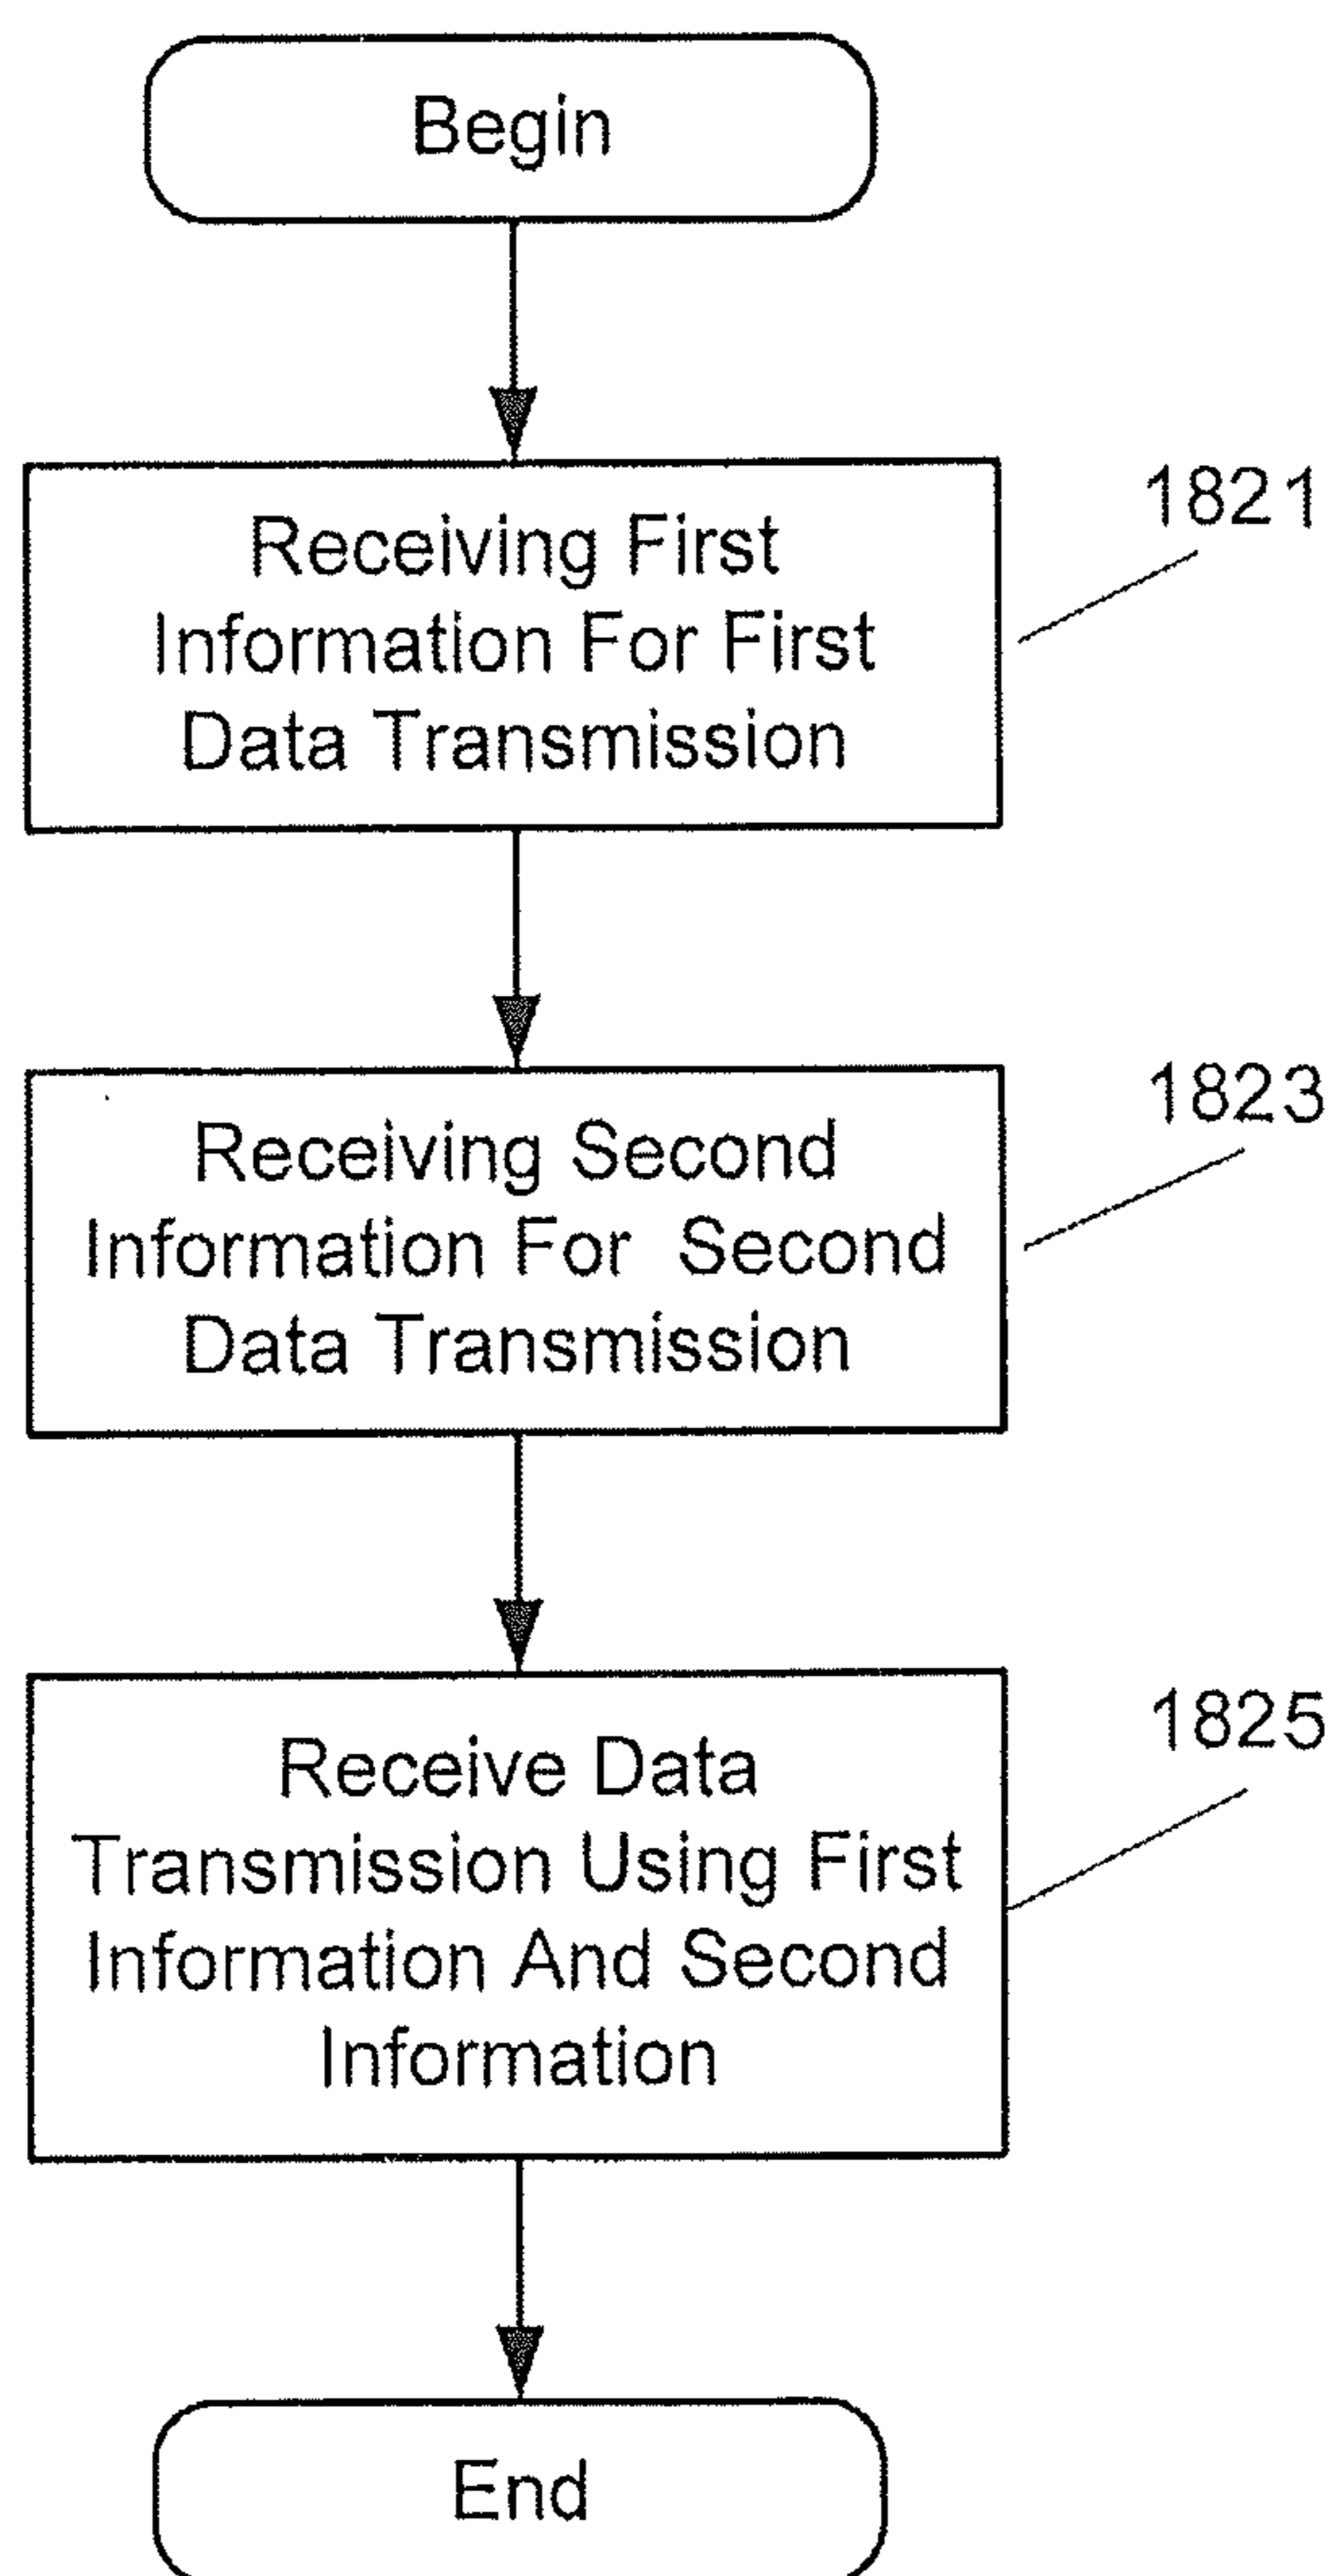 Begin
Receiving First
Information For First
Data Transmission
1821
Receiving Second
Information For Second
Data Transmission
1823
Receive Data
Transmission Using First
Information And Second
Information
1825
End